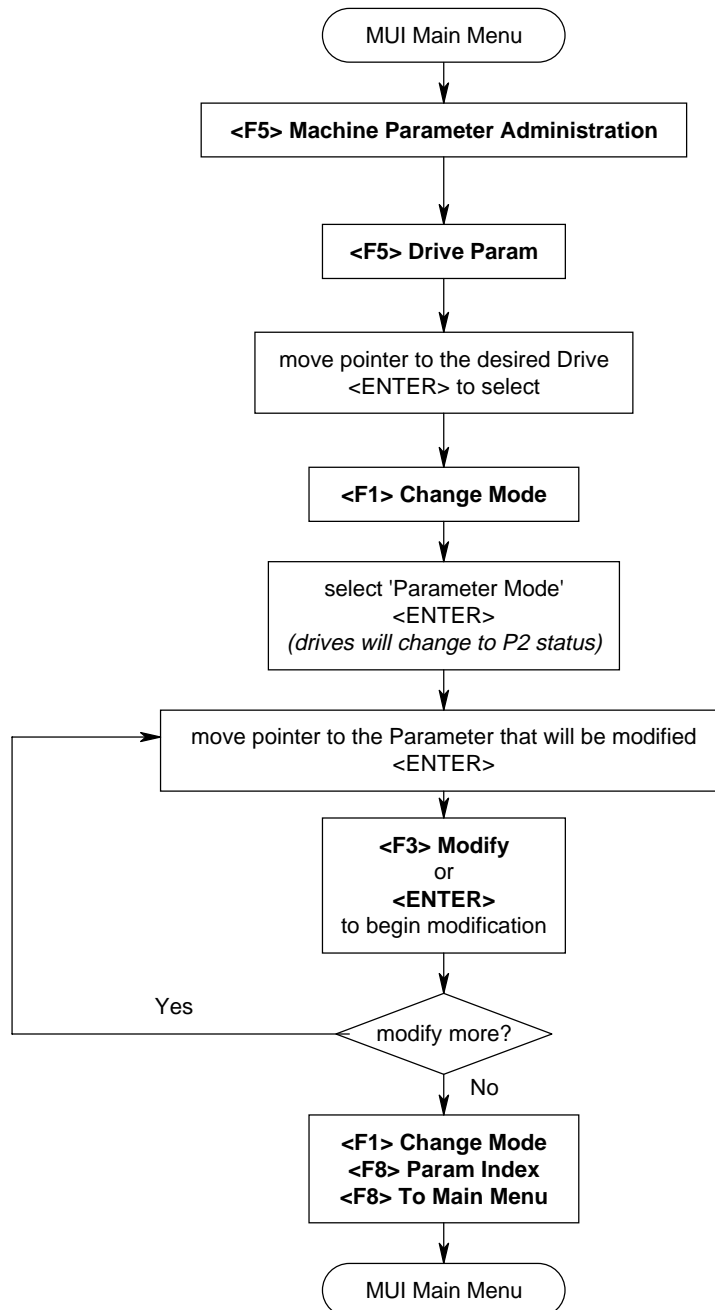 MUI Main Menu
<F5> Machine Parameter Administration
<F5> Drive Param
move pointer to the desired Drive
<ENTER> to select
<F1> Change Mode
select 'Parameter Mode'
<ENTER>
(drives will change to P2 status)
move pointer to the Parameter that will be modified
<ENTER>
<F3> Modify
or
<ENTER>
to begin modification
Yes
modify more?
No
<F1> Change Mode
<F8> Param Index
<F8> To Main Menu
MUI Main Menu